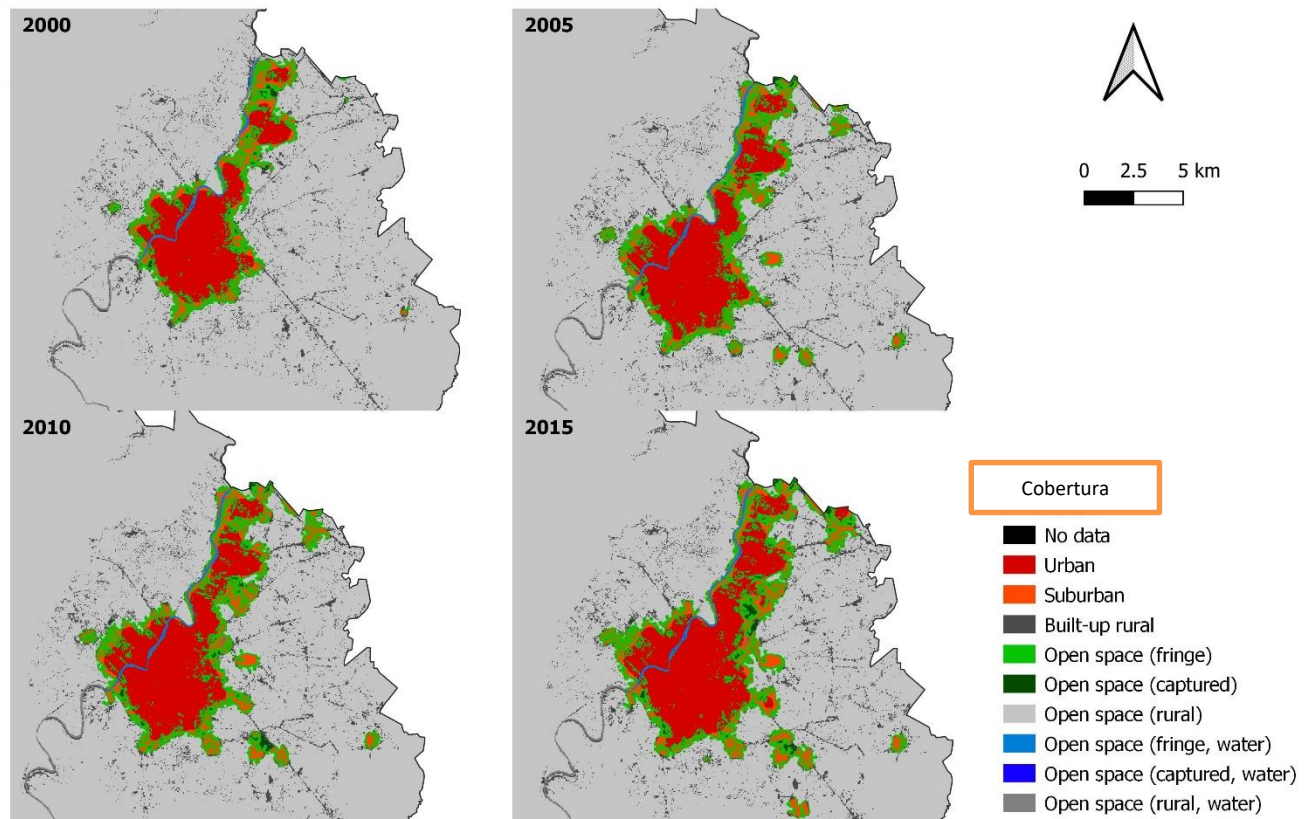 2000
2005
0 2.5 5 km
2010
2015
Cobertura
No data
Urban
Suburban
Built-up rural
Open space (fringe)
Open space (captured)
Open space (rural)
Open space (fringe, water)
Open space (captured, water)
Open space (rural, water)